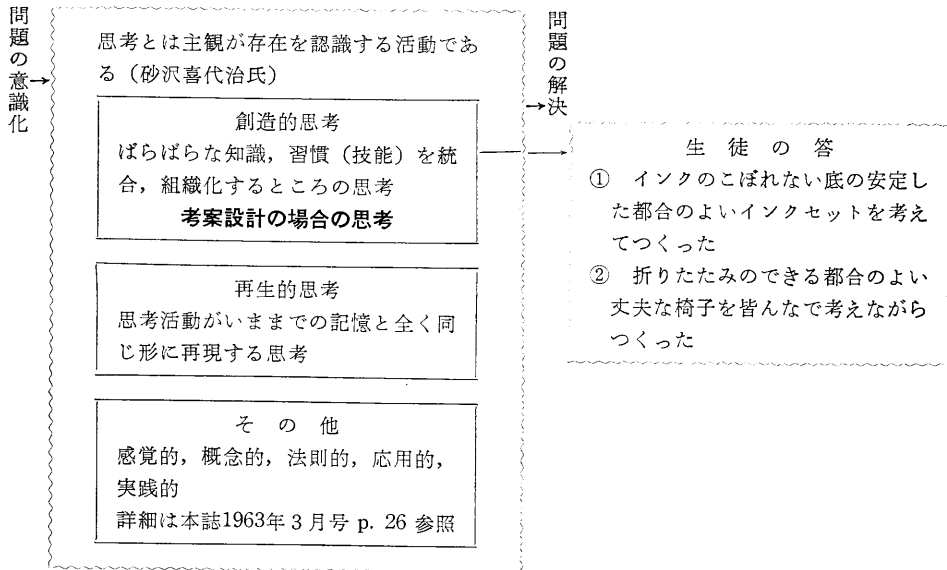 問題の意識化→
思考とは主観が存在を認識する活動であ
る（砂沢喜代治氏）
創造的思考
ばらばらな知識，習慣（技能）を統
合，組織化するところの思考
考案設計の場合の思考
再生的思考
思考活動がいままでの記憶と全く同
じ形に再現する思考
その他
感覚的，概念的，法則的，応用的，
実践的
詳細は本誌1963年3月号 p. 26 参照
→問題の解決
生徒の答
① インクのこぼれない底の安定し
た都合のよいインクセットを考え
てつくった
② 折りたたみのできる都合のよい
丈夫な椅子を皆んなで考えながら
つくった